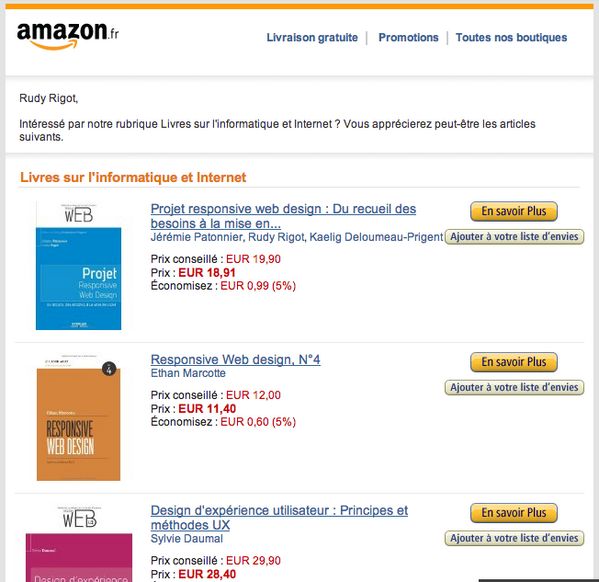 amazon.fr
Livraison gratuite | Promotions | Toutes nos boutiques
Rudy Rigot,
Intéressé par notre rubrique Livres sur l'informatique et Internet ? Vous apprécierez peut-être les articles
suivants.
Livres sur l'informatique et Internet
WEB
Projet
Responsive
Web Design
Projet responsive web design : Du recueil des
besoins à la mise en...
Jérémie Patonnier, Rudy Rigot, Kaelig Deloumeau-Prigent
Prix conseillé : EUR 19,90
Prix : EUR 18,91
Économisez : EUR 0,99 (5%)
En savoir Plus
Ajouter à votre liste d'envies
4
Ethan Marcotte
RESPONSIVE
WEB DESIGN
Responsive Web design, N°4
Ethan Marcotte
Prix conseillé : EUR 12,00
Prix : EUR 11,40
Économisez : EUR 0,60 (5%)
En savoir Plus
Ajouter à votre liste d'envies
WEB
Sylvie Daumal
Design d'expérience
Design d'expérience utilisateur : Principes et
méthodes UX
Sylvie Daumal
Prix conseillé : EUR 29,90
Prix : EUR 28,40
En savoir Plus
Ajouter à votre liste d'envies